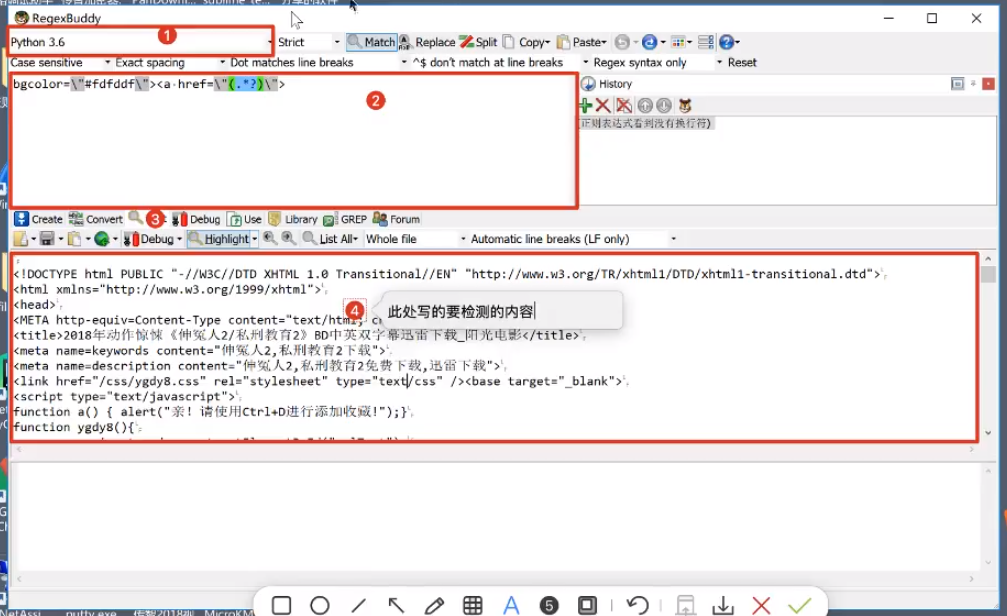 RegexBuddy
Python 3.6
1
Strict
Match
Replace
Split
Copy
Paste
Case sensitive
Exact spacing
Dot matches line breaks
^$ don't match at line breaks
Regex syntax only
Reset
bgcolor=\"#fdfddf\"><a·href=\"(.*?)\">
2
History
正则表达式看到没有换行符)
Create
Convert
3
Debug
Use
Library
GREP
Forum
Debug
Highlight
List All
Whole file
Automatic line breaks (LF only)
<!DOCTYPE html PUBLIC "-//W3C//DTD XHTML 1.0 Transitional//EN" "http://www.w3.org/TR/xhtml1/DTD/xhtml1-transitional.dtd">
<html xmlns="http://www.w3.org/1999/xhtml">
<head>
4
此处写的要检测的内容
<META http-equiv=Content-Type content="text/html;
<title>2018年动作惊悚《伸冤人2/私刑教育2》BD中英双字幕迅雷下载_阳光电影</title>
<meta name=keywords content="伸冤人2,私刑教育2下载">
<meta name=description content="伸冤人2,私刑教育2免费下载,迅雷下载">
<link href="/css/ygdy8.css" rel="stylesheet" type="text/css" /><base target="_blank">
<script type="text/javascript">
function a() { alert("亲! 请使用Ctrl+D进行添加收藏!");}
function ygdy8(){
A
5